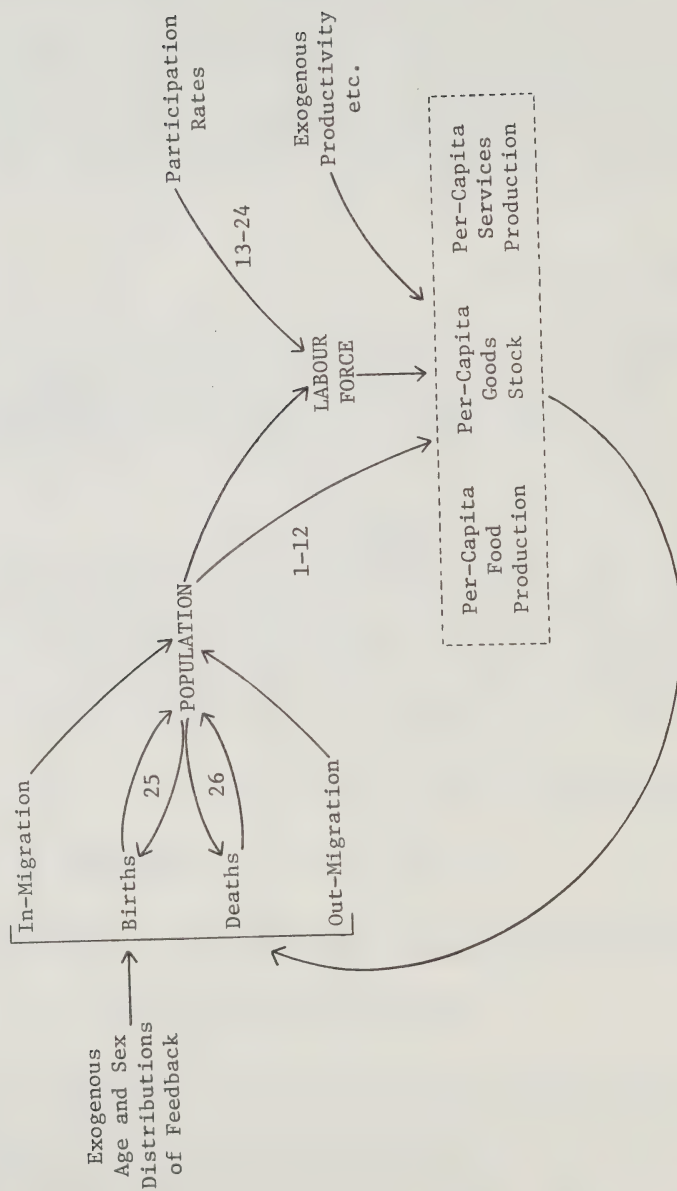 Exogenous
Age and Sex
Distributions
of Feedback
In-Migration
Births
Deaths
Out-Migration
25
26
POPULATION
1-12
LABOUR
FORCE
13-24
Participation
Rates
Exogenous
Productivity
etc.
Per-Capita
Food
Production
Per-Capita
Goods
Stock
Per-Capita
Services
Production